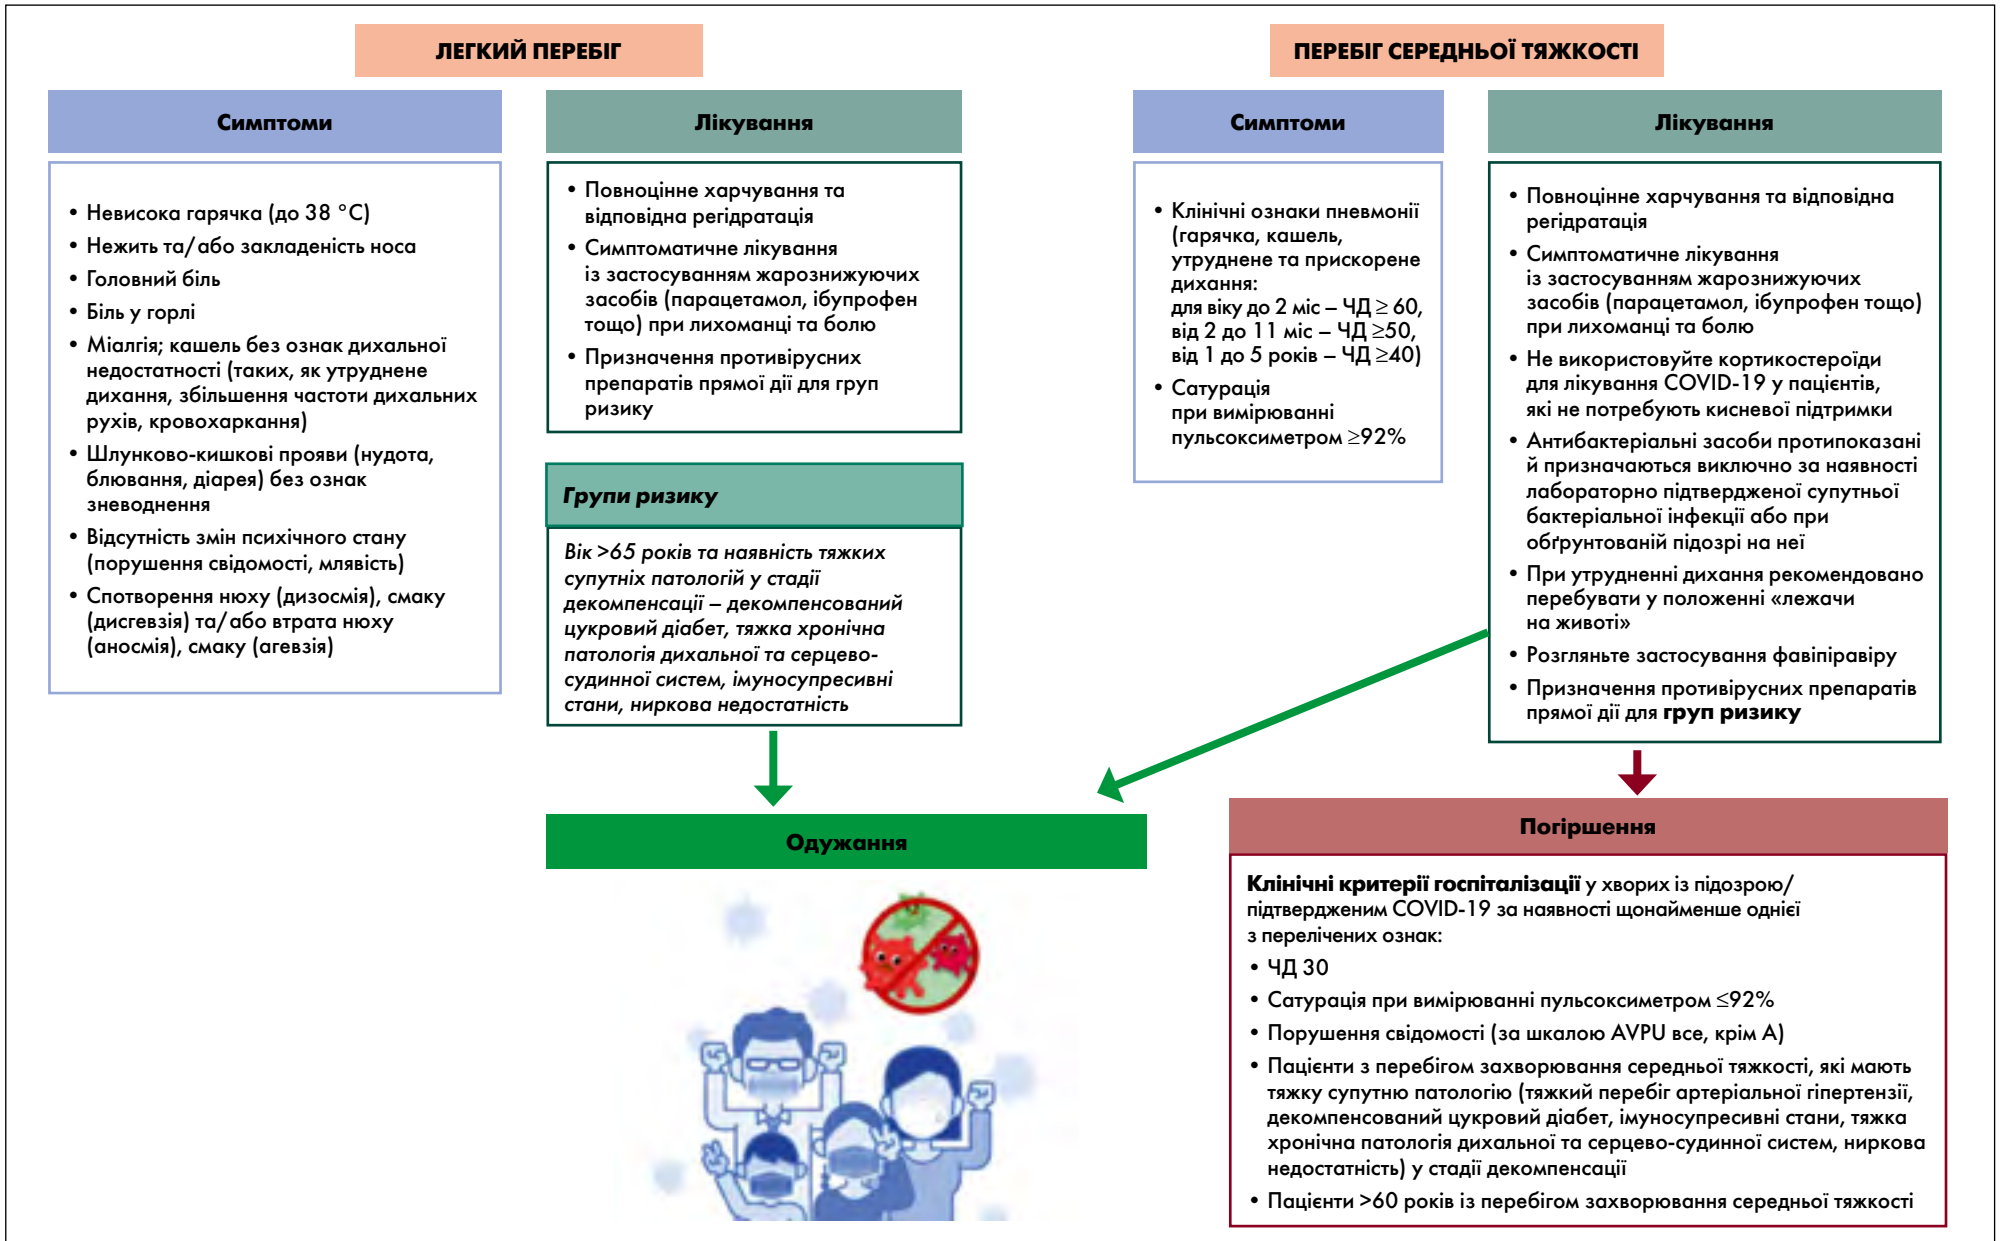 ЛЕГКИЙ ПЕРЕБІГ
Симптоми
• Невисока гарячка (до 38 °C)
• Нежить та/або закладеність носа
• Головний біль
• Біль у горлі
• Міалгія; кашель без ознак дихальної
недостатності (таких, як утруднене
дихання, збільшення частоти дихальних
рухів, кровохаркання)
• Шлунково-кишкові прояви (нудота,
блювання, діарея) без ознак
зневоднення
• Відсутність змін психічного стану
(порушення свідомості, млявість)
• Спотворення нюху (дизосмія), смаку
(дисгевзія) та/або втрата нюху
(аносмія), смаку (агевзія)
Лікування
• Повноцінне харчування та
відповідна регідратація
• Симптоматичне лікування
із застосуванням жарознижуючих
засобів (парацетамол, ібупрофен
тощо) при лихоманці та болю
• Призначення противірусних
препаратів прямої дії для груп
ризику
Групи ризику
Вік >65 років та наявність тяжких
супутніх патологій у стадії
декомпенсації – декомпенсований
цукровий діабет, тяжка хронічна
патологія дихальної та серцево-
судинної систем, імуносупресивні
стани, ниркова недостатність
ПЕРЕБІГ СЕРЕДНЬОЇ ТЯЖКОСТІ
Симптоми
• Клінічні ознаки пневмонії
(гарячка, кашель,
утруднене та прискорене
дихання:
для віку до 2 міс – ЧД ≥ 60,
від 2 до 11 міс – ЧД ≥50,
від 1 до 5 років – ЧД ≥40)
• Сатурація
при вимірюванні
пульсоксиметром ≥92%
Лікування
• Повноцінне харчування та відповідна
регідратація
• Симптоматичне лікування
із застосуванням жарознижуючих
засобів (парацетамол, ібупрофен тощо)
при лихоманці та болю
• Не використовуйте кортикостероїди
для лікування COVID-19 у пацієнтів,
які не потребують кисневої підтримки
• Антибактеріальні засоби протипоказані
й призначаються виключно за наявності
лабораторно підтвердженої супутньої
бактеріальної інфекції або при
обґрунтованій підозрі на неї
• При утрудненні дихання рекомендовано
перебувати у положенні «лежачи
на животі»
• Розгляньте застосування фавіпіравіру
• Призначення противірусних препаратів
прямої дії для груп ризику
Одужання
Погіршення
Клінічні критерії госпіталізації у хворих із підозрою/
підтвердженим COVID-19 за наявності щонайменше однієї
з перелічених ознак:
• ЧД 30
• Сатурація при вимірюванні пульсоксиметром ≤92%
• Порушення свідомості (за шкалою AVPU все, крім А)
• Пацієнти з перебігом захворювання середньої тяжкості, які мають
тяжку супутню патологію (тяжкий перебіг артеріальної гіпертензії,
декомпенсований цукровий діабет, імуносупресивні стани, тяжка
хронічна патологія дихальної та серцево-судинної систем, ниркова
недостатність) у стадії декомпенсації
• Пацієнти >60 років із перебігом захворювання середньої тяжкості